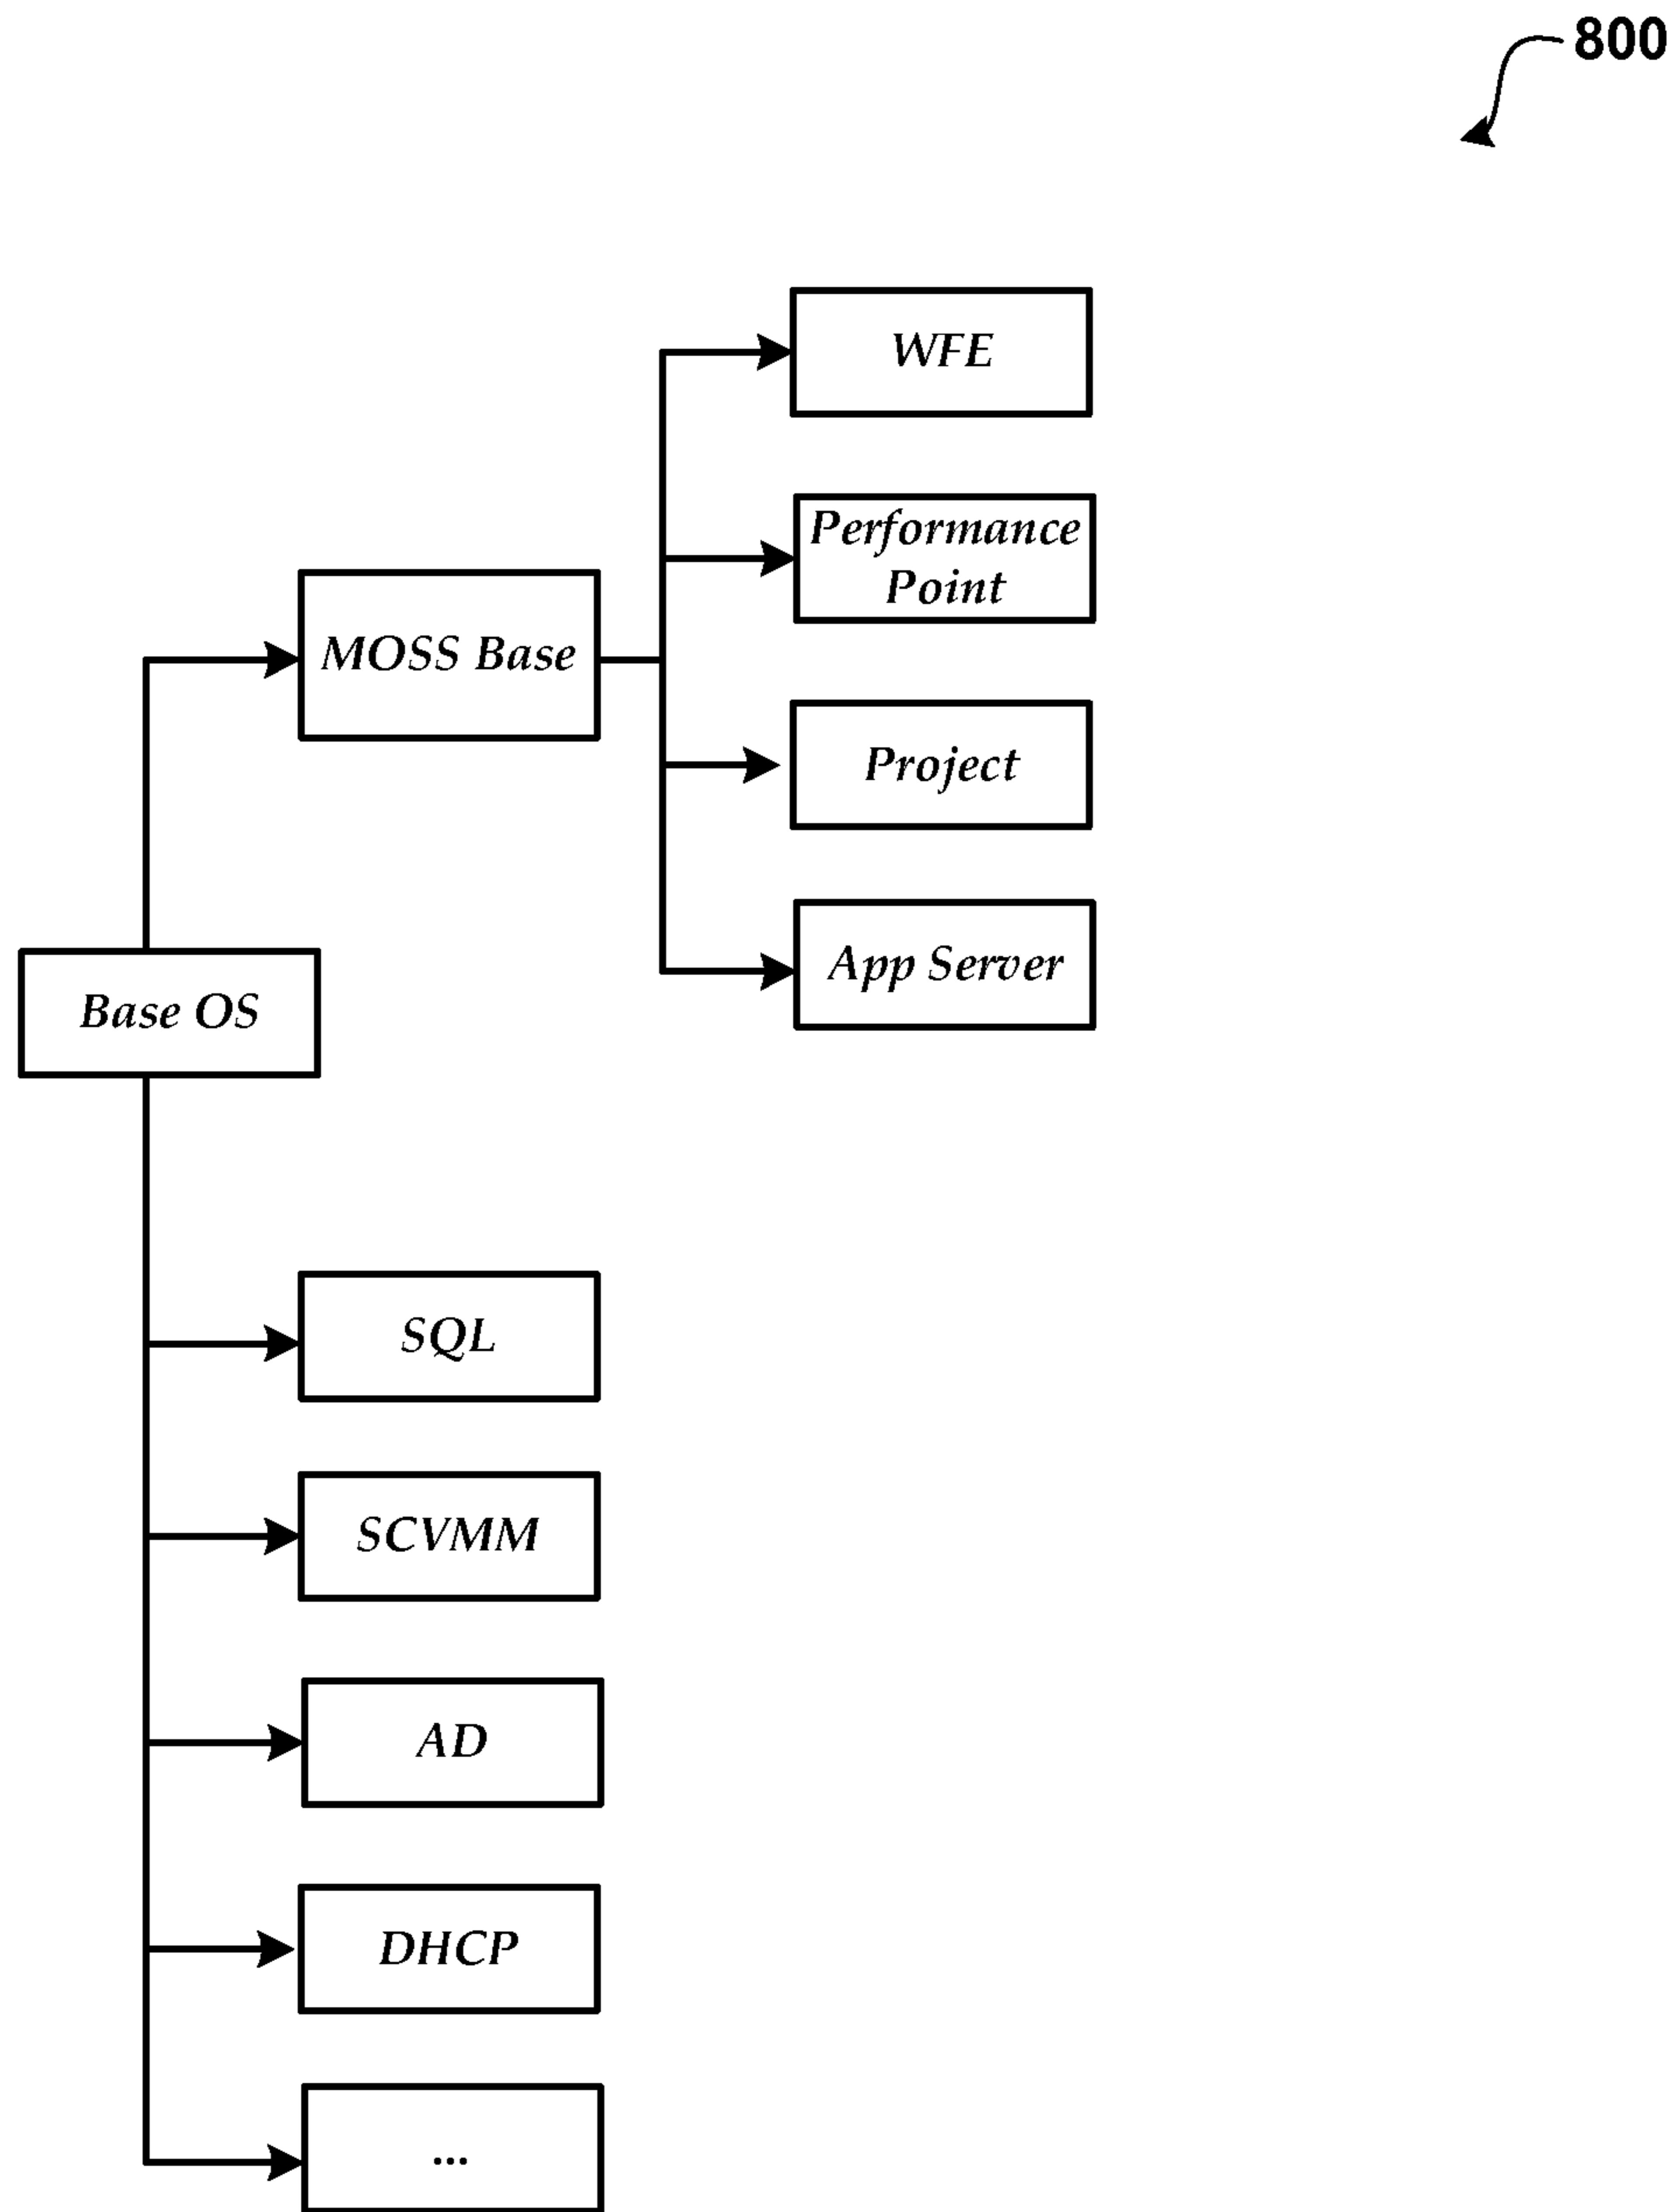 800
WFE
Performance
Point
MOSS Base
Project
App Server
Base OS
SQL
SCVMM
AD
DHCP
...